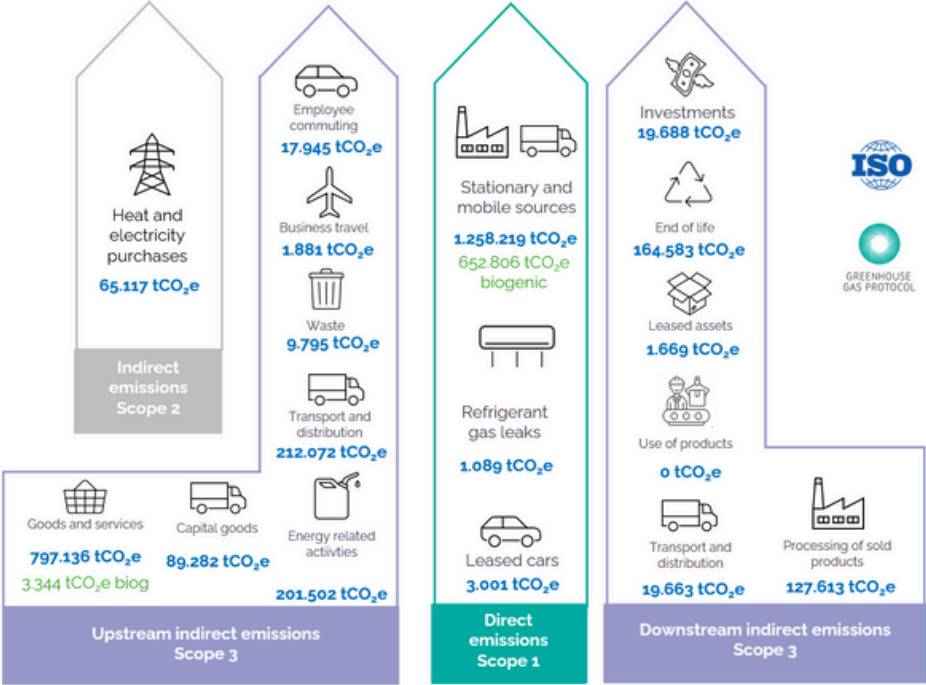 Heat and
electricity
purchases
65.117 tCO₂e
Indirect
emissions
Scope 2
Employee
commuting
17.945 tCO₂e
Business travel
1.881 tCO₂e
Waste
9.795 tCO₂e
Transport and
distribution
212.072 tCO₂e
Goods and services
797.136 tCO₂e
3.344 tCO₂e biog
Capital goods
89.282 tCO₂e
Energy related
activties
201.502 tCO₂e
Upstream indirect emissions
Scope 3
Stationary and
mobile sources
1.258.219 tCO₂e
652.806 tCO₂e
biogenic
Refrigerant
gas leaks
1.089 tCO₂e
Leased cars
3.001 tCO₂e
Direct
emissions
Scope 1
Investments
19.688 tCO₂e
End of life
164.583 tCO₂e
Leased assets
1.669 tCO₂e
Use of products
0 tCO₂e
Transport and
distribution
19.663 tCO₂e
Processing of sold
products
127.613 tCO₂e
Downstream indirect emissions
Scope 3
ISO
GREENHOUSE
GAS PROTOCOL